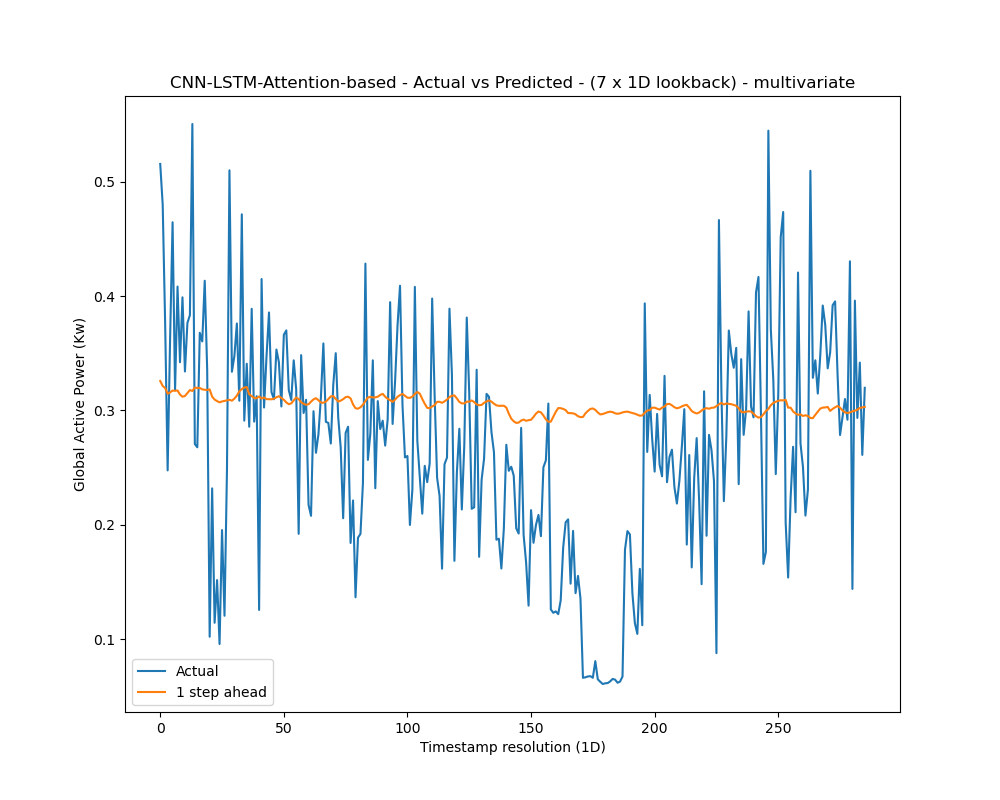 CNN-LSTM-Attention-based - Actual vs Predicted - (7 x 1D lookback) - multivariate
Global Active Power (Kw)
0.5
0.4
0.3
0.2
0.1
Actual
1 step ahead
0 50 100 150 200 250
Timestamp resolution (1D)